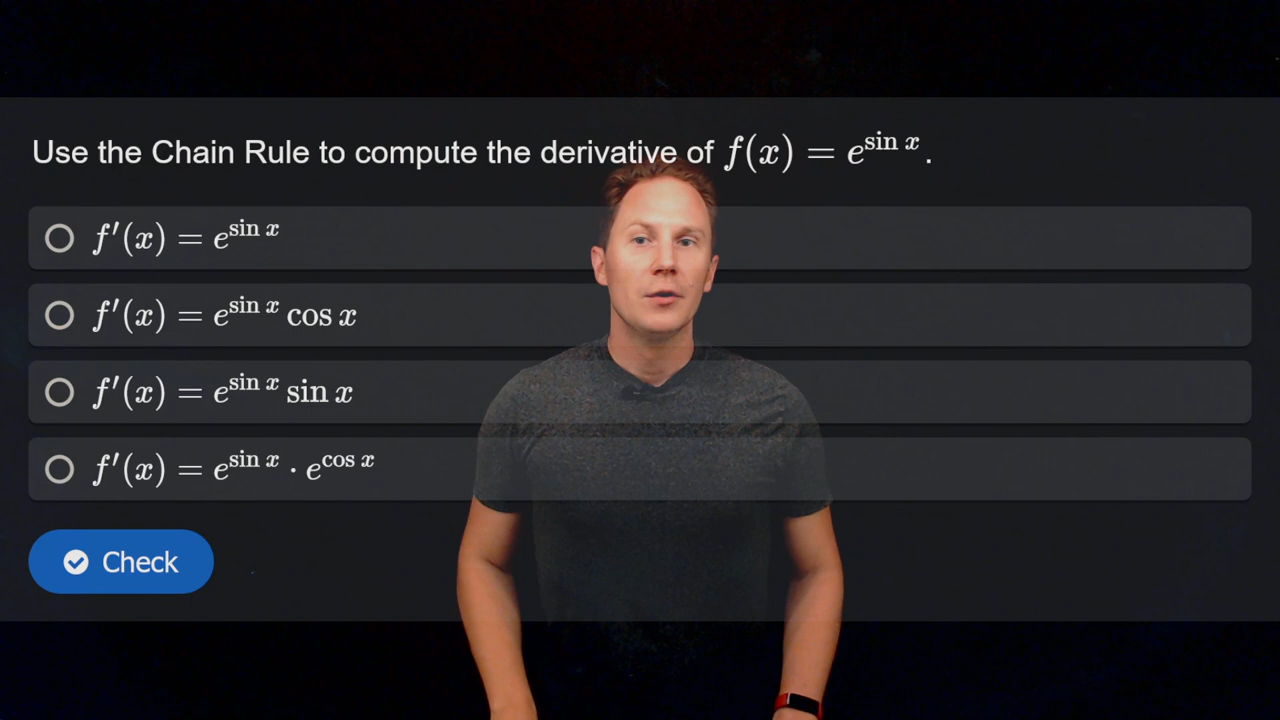 Use the Chain Rule to compute the derivative of f(x) = e^{sin x}.
f′(x) = e^{sin x}
f′(x) = e^{sin x} cos x
f′(x) = e^{sin x} sin x
f′(x) = e^{sin x} · e^{cos x}
Check